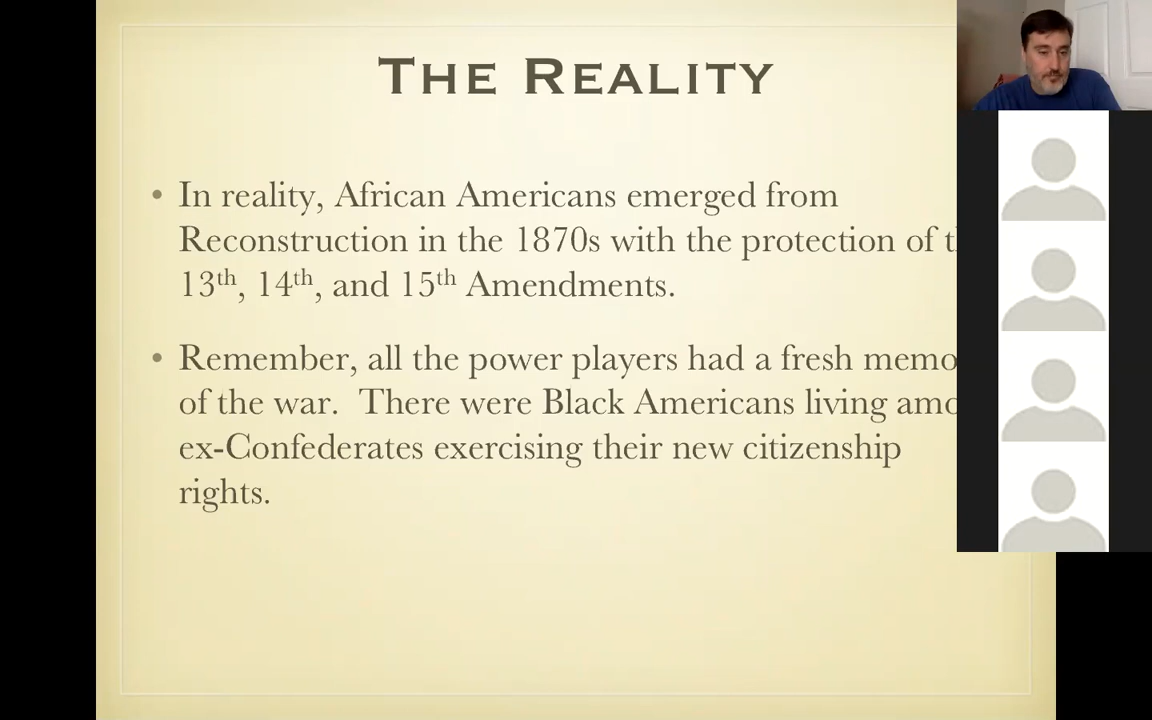 The Reality
• In reality, African Americans emerged from
Reconstruction in the 1870s with the protection of
13th, 14th, and 15th Amendments.
• Remember, all the power players had a fresh
of the war.  There were Black Americans living
ex-Confederates exercising their new citizenship
rights.